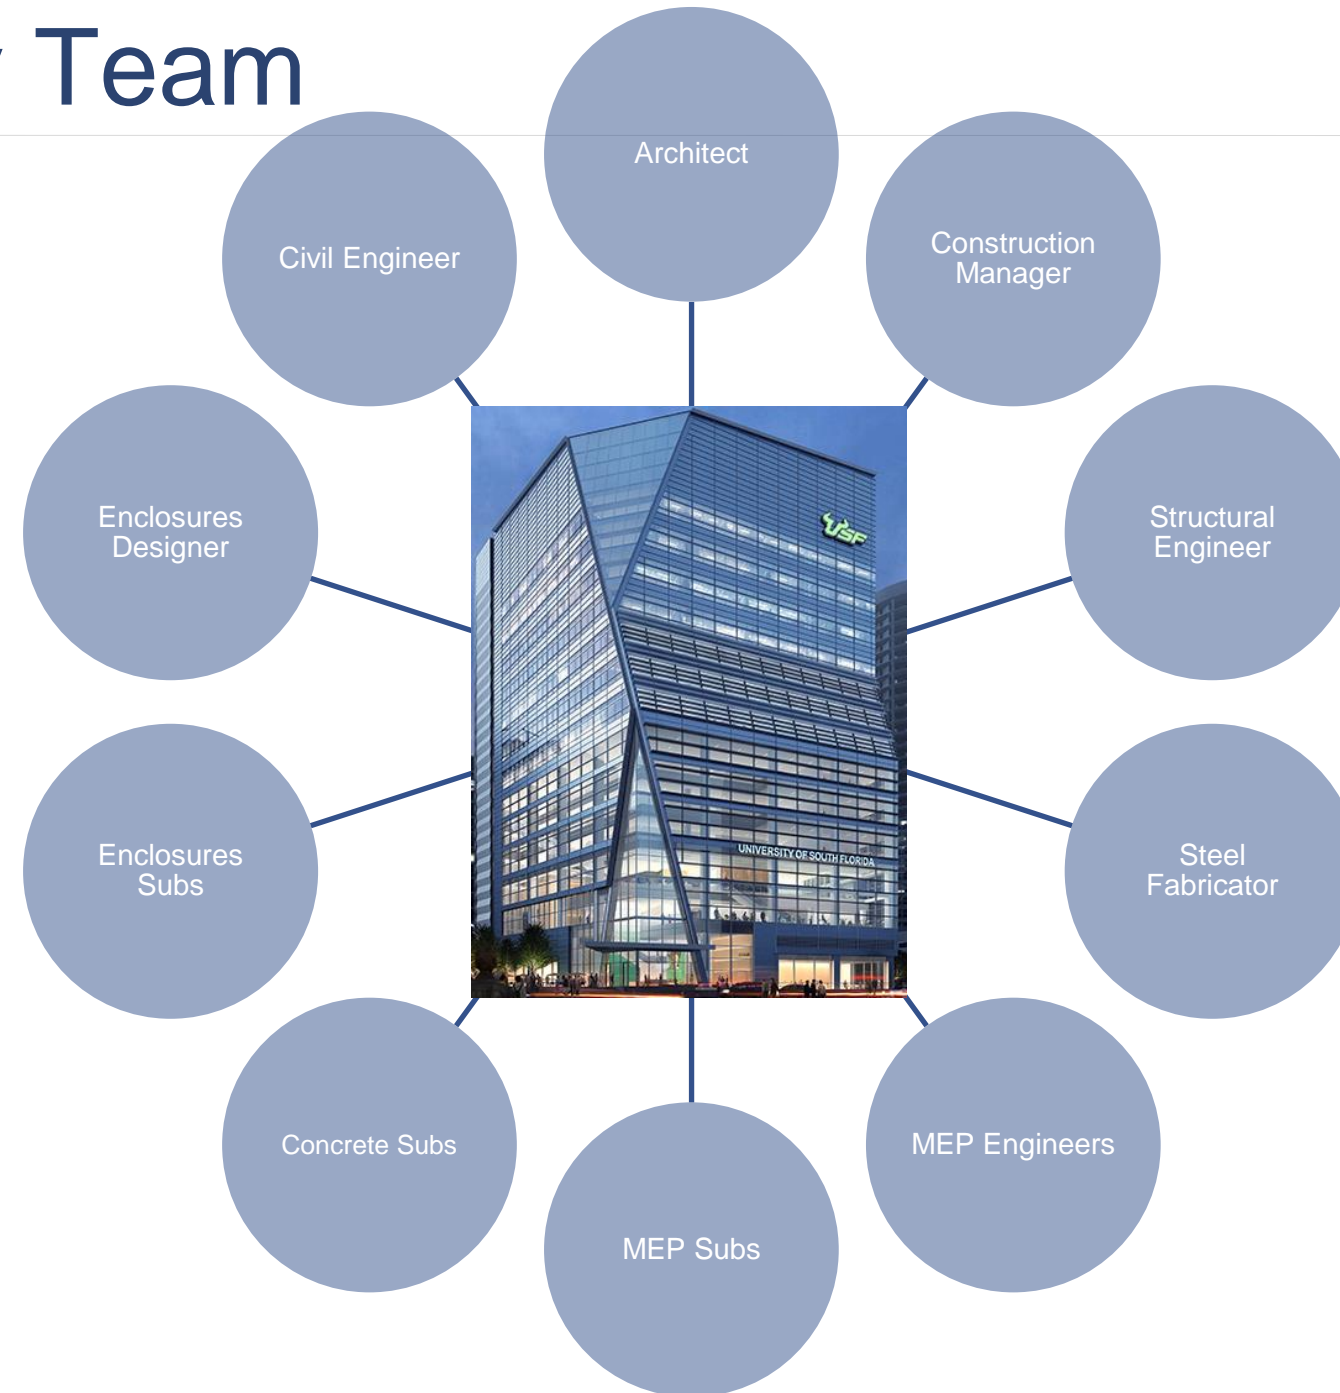 Team
Architect
Construction
Manager
Civil Engineer
Structural
Engineer
Enclosures
Designer
USF
UNIVERSITY OF SOUTH FLORIDA
Steel
Fabricator
Enclosures
Subs
MEP Engineers
Concrete Subs
MEP Subs